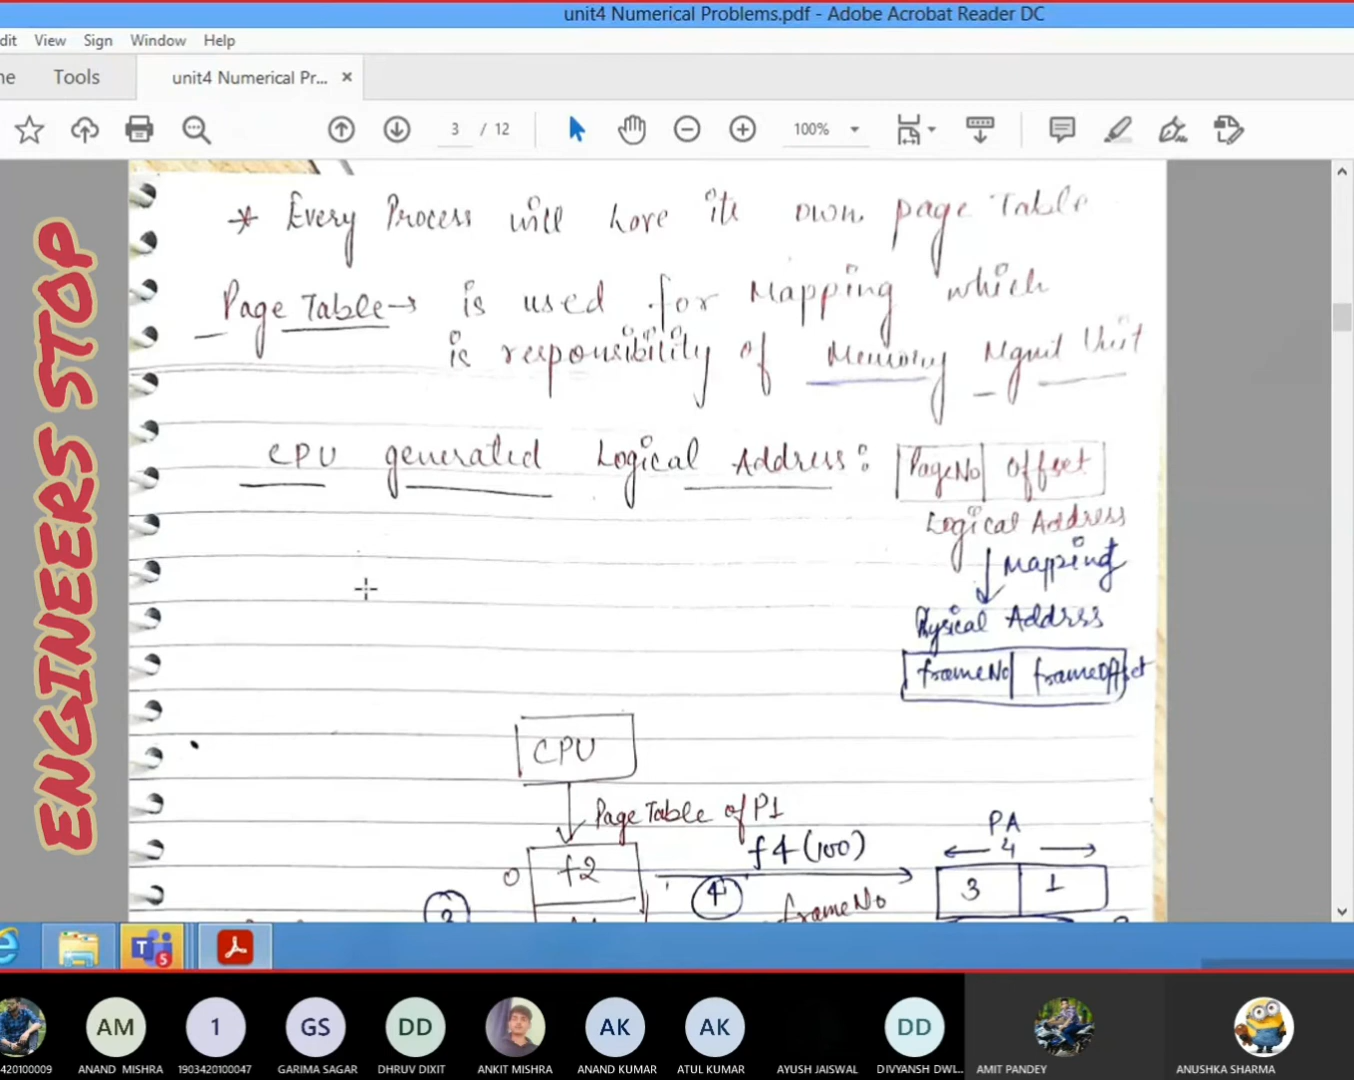 unit4 Numerical Problems.pdf - Adobe Acrobat Reader DC
dit View Sign Window Help
ne Tools unit4 Numerical Pr... ×
3 / 12 100%
* Every Process will have its own page Table
Page Table→ is used for Mapping which
is responsibility of Memory Mgmt Unit
CPU generated Logical Address: PageNo Offset
Logical Address
Mapping
Physical Address
frameNo frameOffset
CPU
Page Table of P1
PA
f4 (100)
4
0 f2
3 1
4
frameNo
ENGINEERS STOP
T 5
420100009 AM ANAND MISHRA 1 1903420100047 GS GARIMA SAGAR DD DHRUV DIXIT ANKIT MISHRA AK ANAND KUMAR AK ATUL KUMAR AYUSH JAISWAL DD DIVYANSH DWL... AMIT PANDEY ANUSHKA SHARMA